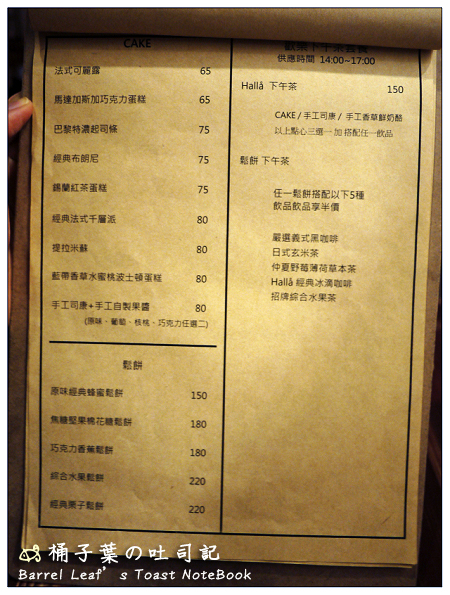 CAKE
法式可麗露 65
馬達加斯加巧克力蛋糕 65
巴黎特濃起司條 75
經典布朗尼 75
錫蘭紅茶蛋糕 75
經典法式千層派 80
提拉米蘇 80
藍帶香草水蜜桃波士頓蛋糕 80
手工司康+手工自製果醬 80
(原味、葡萄、核桃、巧克力任選二)
鬆餅
原味經典蜂蜜鬆餅 150
焦糖堅果棉花糖鬆餅 180
巧克力香蕉鬆餅 180
綜合水果鬆餅 220
經典栗子鬆餅 220
供應時間 14:00~17:00
Hallå 下午茶 150
CAKE / 手工司康 / 手工香草鮮奶酪
以上點心三選一 加 搭配任一飲品
鬆餅 下午茶
任一鬆餅搭配以下5種
飲品飲品享半價
嚴選義式黑咖啡
日式玄米茶
仲夏野莓薄荷草本茶
Hallå 經典冰滴咖啡
招牌綜合水果茶
桶子葉の吐司記
Barrel Leaf's Toast NoteBook